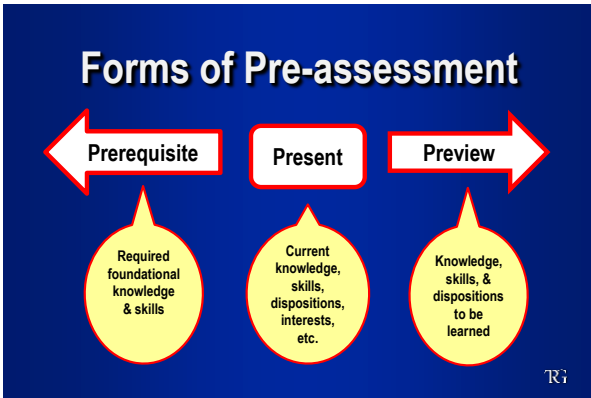 Forms of Pre-assessment
Prerequisite
Present
Preview
Required
foundational
knowledge
& skills
Current
knowledge,
skills,
dispositions,
interests,
etc.
Knowledge,
skills, &
dispositions
to be
learned
TRG